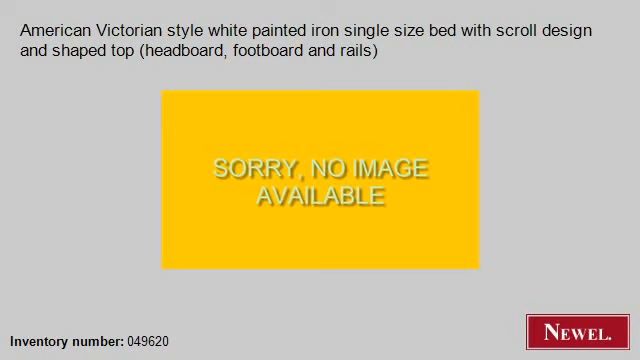 American Victorian style white painted iron single size bed with scroll design
and shaped top (headboard, footboard and rails)
SORRY, NO IMAGE
AVAILABLE
Inventory number: 049620
NEWEL.